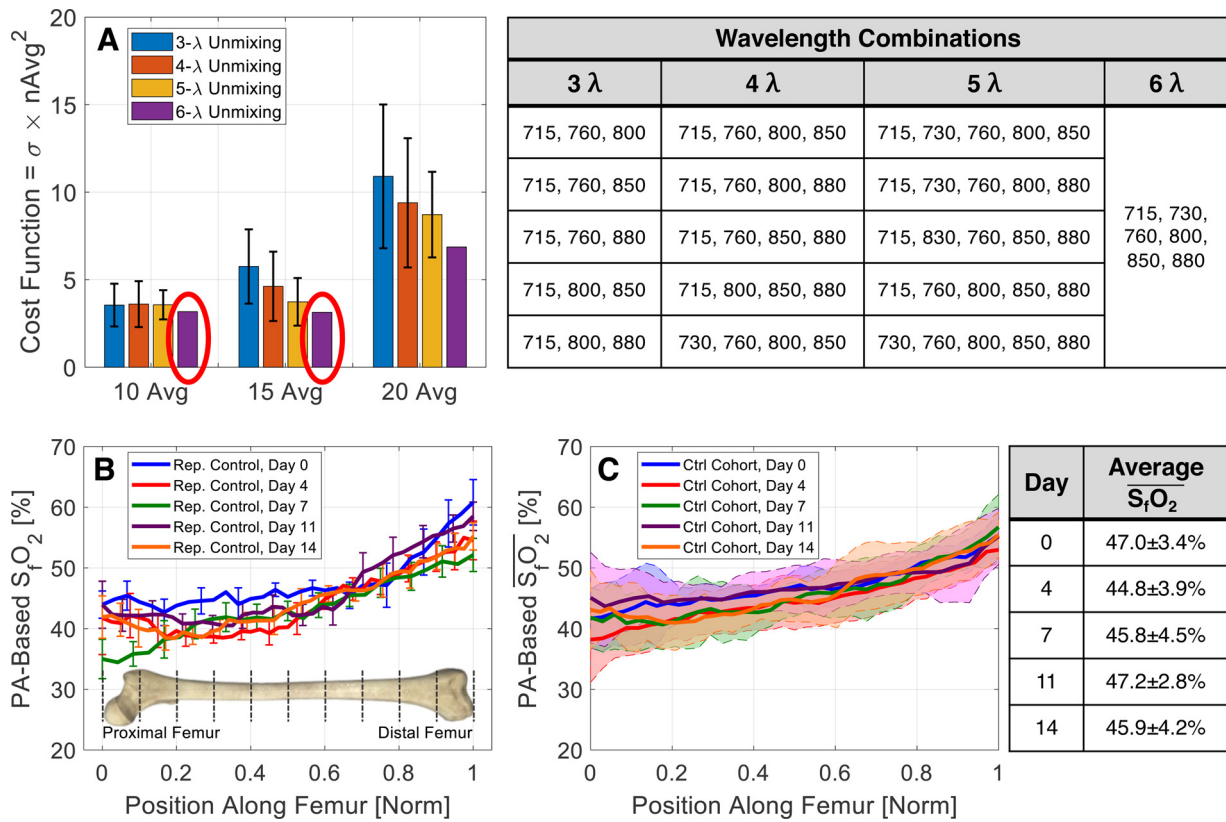 A
3-λ Unmixing
4-λ Unmixing
5-λ Unmixing
6-λ Unmixing
Cost Function = σ × nAvg²
20
15
10
5
0
10 Avg
15 Avg
20 Avg
Wavelength Combinations
3 λ
4 λ
5 λ
6 λ
715, 760, 800
715, 760, 800, 850
715, 730, 760, 800, 850
715, 760, 850
715, 760, 800, 880
715, 730, 760, 800, 880
715, 760, 880
715, 760, 850, 880
715, 830, 760, 850, 880
715, 800, 850
715, 800, 850, 880
715, 760, 800, 850, 880
715, 800, 880
730, 760, 800, 850
730, 760, 800, 850, 880
715, 730,
760, 800,
850, 880
B
Rep. Control, Day 0
Rep. Control, Day 4
Rep. Control, Day 7
Rep. Control, Day 11
Rep. Control, Day 14
PA-Based SfO₂ [%]
70
60
50
40
30
20
Proximal Femur
Distal Femur
0
0.2
0.4
0.6
0.8
1
Position Along Femur [Norm]
C
Ctrl Cohort, Day 0
Ctrl Cohort, Day 4
Ctrl Cohort, Day 7
Ctrl Cohort, Day 11
Ctrl Cohort, Day 14
PA-Based SfO₂ [%]
70
60
50
40
30
20
0
0.2
0.4
0.6
0.8
1
Position Along Femur [Norm]
Day
Average
SfO₂
0
47.0±3.4%
4
44.8±3.9%
7
45.8±4.5%
11
47.2±2.8%
14
45.9±4.2%